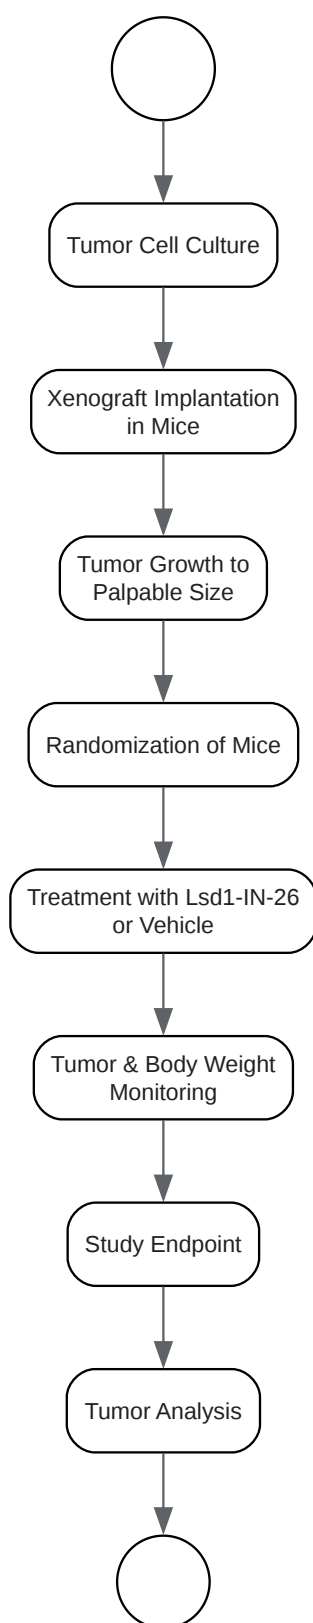 Tumor Cell Culture
Xenograft Implantation
in Mice
Tumor Growth to
Palpable Size
Randomization of Mice
Treatment with Lsd1-IN-26
or Vehicle
Tumor & Body Weight
Monitoring
Study Endpoint
Tumor Analysis